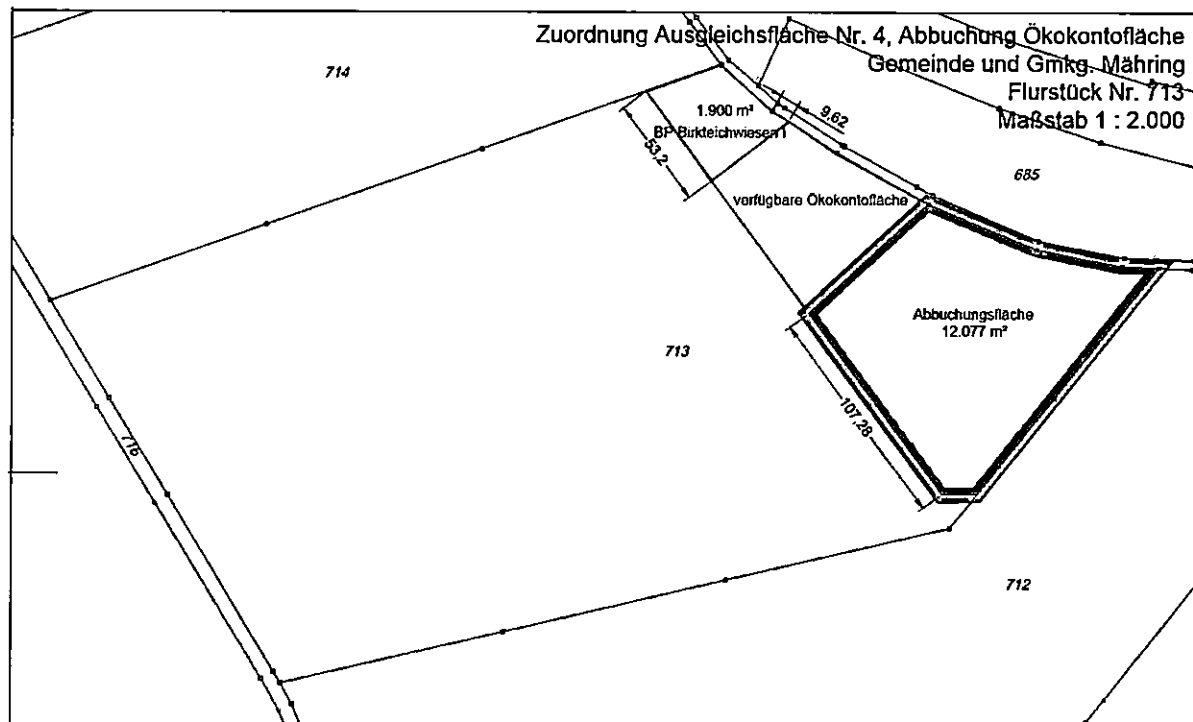 Zuordnung Ausgleichsfläche Nr. 4, Abbuchung Ökokontofläche
Gemeinde und Gmkg. Mähring
Flurstück Nr. 713
Maßstab 1 : 2.000
714
1.900 m²
BP Birkteichwiesen I
9,62
53,2
685
verfügbare Ökokontofläche
Abbuchungsfläche
12.077 m²
713
107,28
716
712